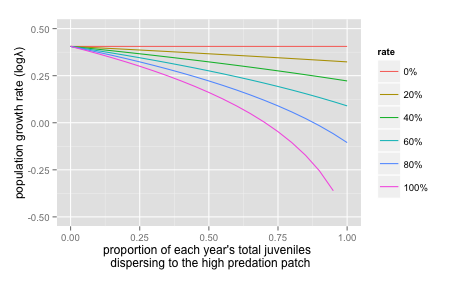 population growth rate (logλ)
0.50
0.25
0.00
-0.25
-0.50
0.00 0.25 0.50 0.75 1.00
proportion of each year's total juveniles
dispersing to the high predation patch
rate
0%
20%
40%
60%
80%
100%